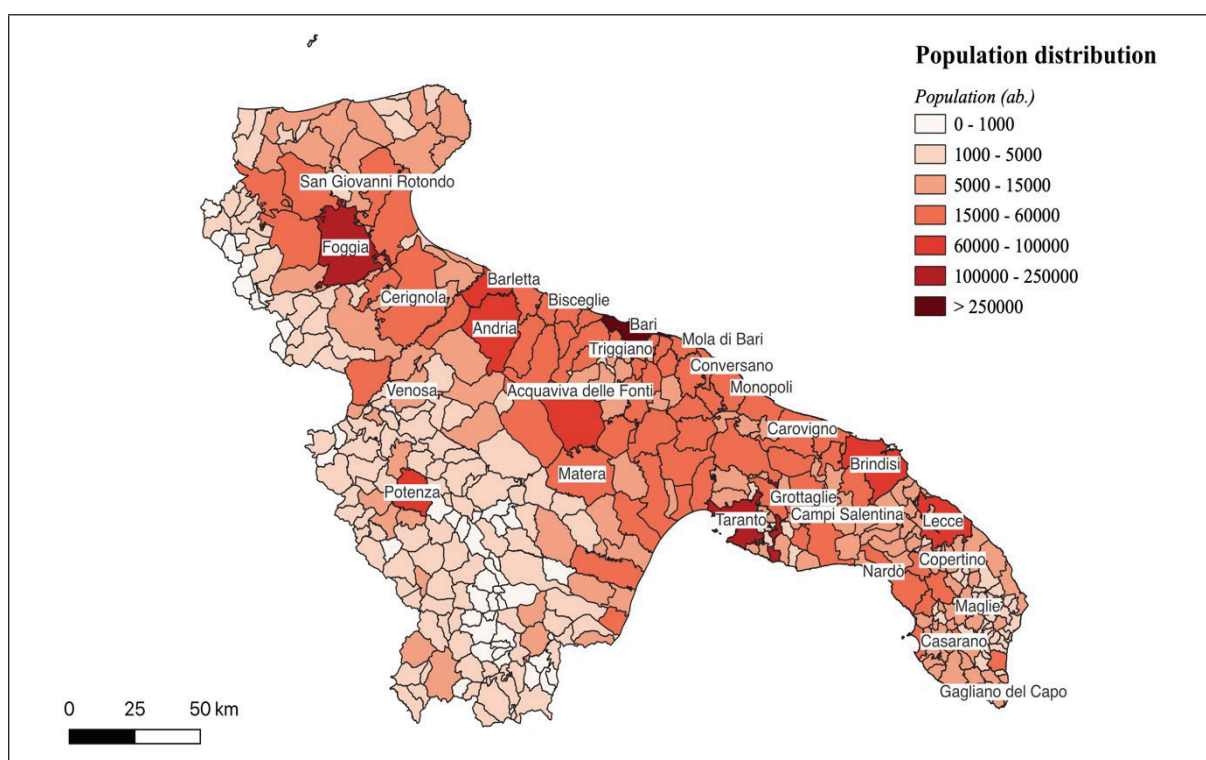 Population distribution
Population (ab.)
0 - 1000
1000 - 5000
5000 - 15000
15000 - 60000
60000 - 100000
100000 - 250000
> 250000
San Giovanni Rotondo
Foggia
Barletta
Cerignola
Bisceglie
Andria
Bari
Mola di Bari
Triggiano
Conversano
Venosa
Acquaviva delle Fonti
Monopoli
Carovigno
Brindisi
Matera
Potenza
Grottaglie
Taranto
Campi Salentina
Lecce
Copertino
Nardò
Maglie
Casarano
Gagliano del Capo
0 25 50 km